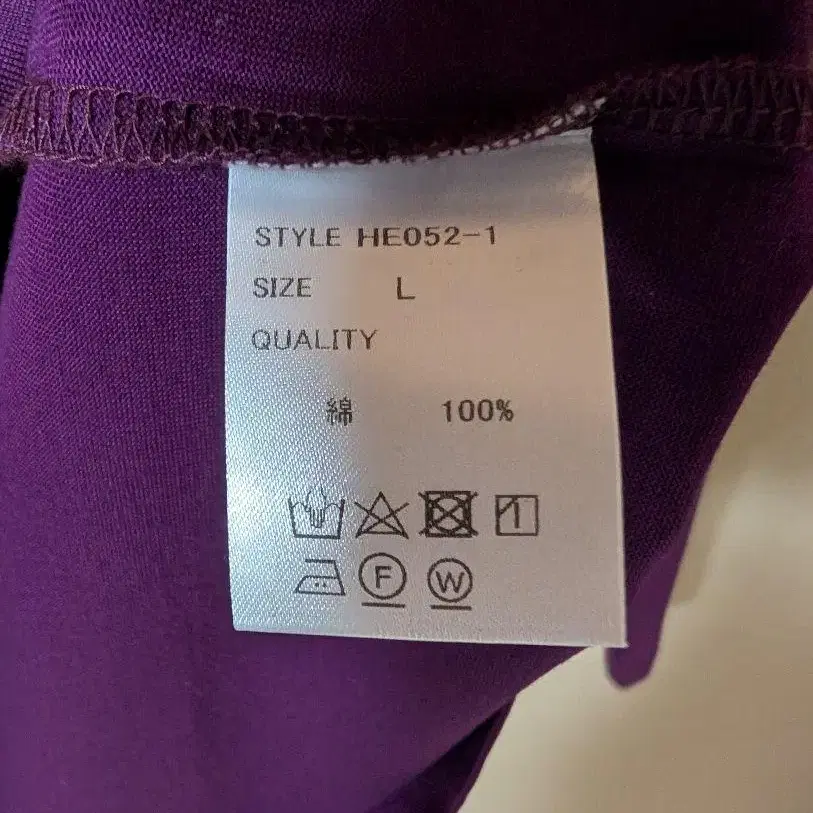 STYLE HE052-1
SIZE L
QUALITY
綿 100%
F W